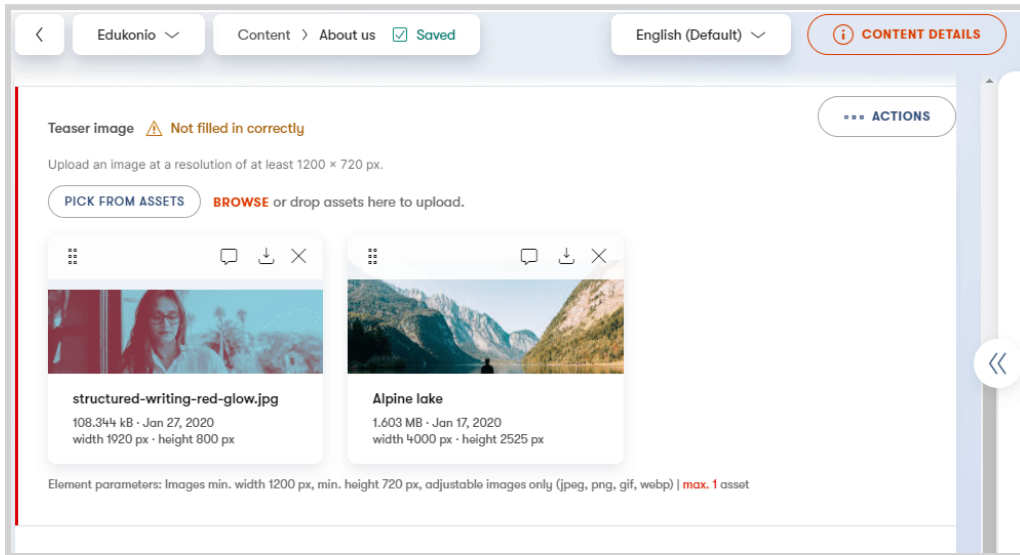 Edukonio
Content > About us Saved
English (Default)
CONTENT DETAILS
ACTIONS
Teaser image Not filled in correctly
Upload an image at a resolution of at least 1200 × 720 px.
PICK FROM ASSETS BROWSE or drop assets here to upload.
structured-writing-red-glow.jpg
108.344 kB · Jan 27, 2020
width 1920 px · height 800 px
Alpine lake
1.603 MB · Jan 17, 2020
width 4000 px · height 2525 px
Element parameters: Images min. width 1200 px, min. height 720 px, adjustable images only (jpeg, png, gif, webp) | max. 1 asset